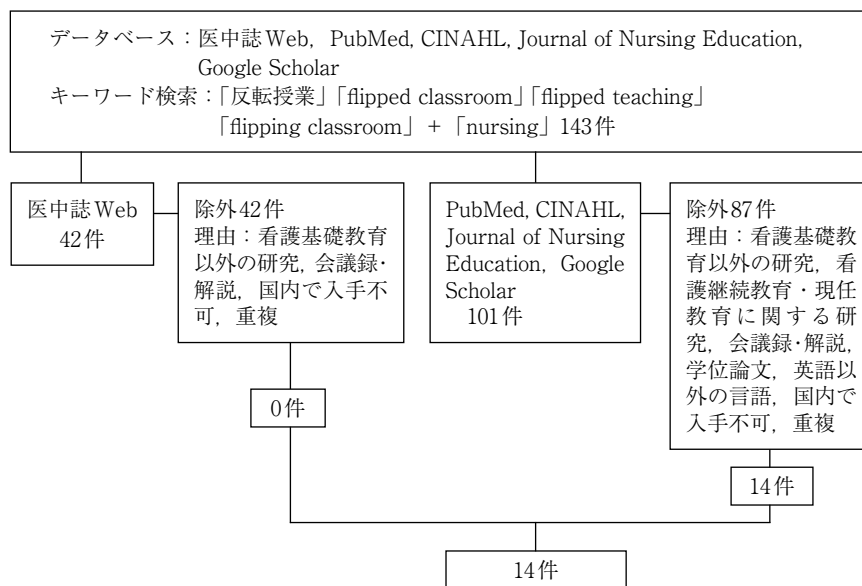 データベース：医中誌Web，PubMed, CINAHL, Journal of Nursing Education,
Google Scholar
キーワード検索：「反転授業」「flipped classroom」「flipped teaching」
「flipping classroom」+「nursing」143件
医中誌Web
42件
除外42件
理由：看護基礎教育
以外の研究，会議録・
解説，国内で入手不
可，重複
0件
PubMed, CINAHL,
Journal of Nursing
Education, Google
Scholar
101件
除外87件
理由：看護基礎教
育以外の研究，看
護継続教育・現任
教育に関する研
究，会議録・解説，
学位論文，英語以
外の言語，国内で
入手不可，重複
14件
14件